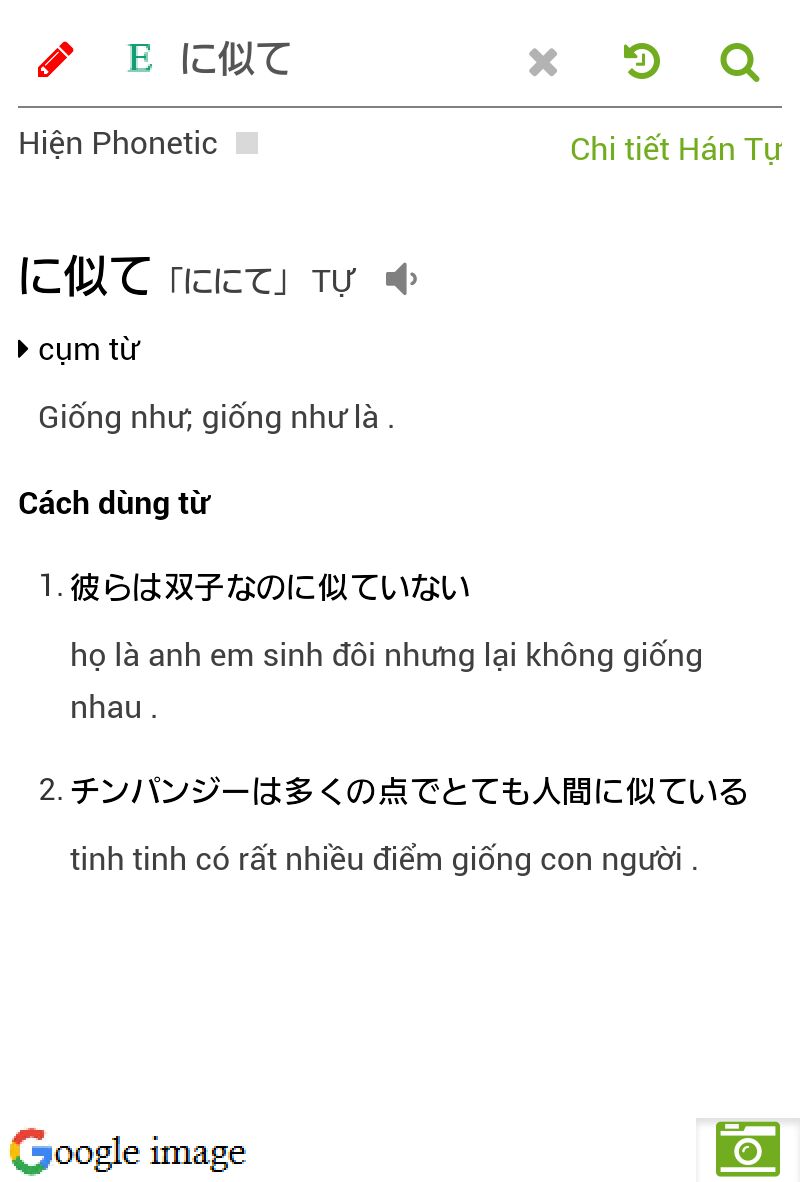 E に似て
Hiện Phonetic
Chi tiết Hán Tự
に似て「ににて」 TỰ
cụm từ
Giống như; giống như là .
Cách dùng từ
1. 彼らは双子なのに似ていない
họ là anh em sinh đôi nhưng lại không giống
nhau .
2. チンパンジーは多くの点でとても人間に似ている
tinh tinh có rất nhiều điểm giống con người .
Google image